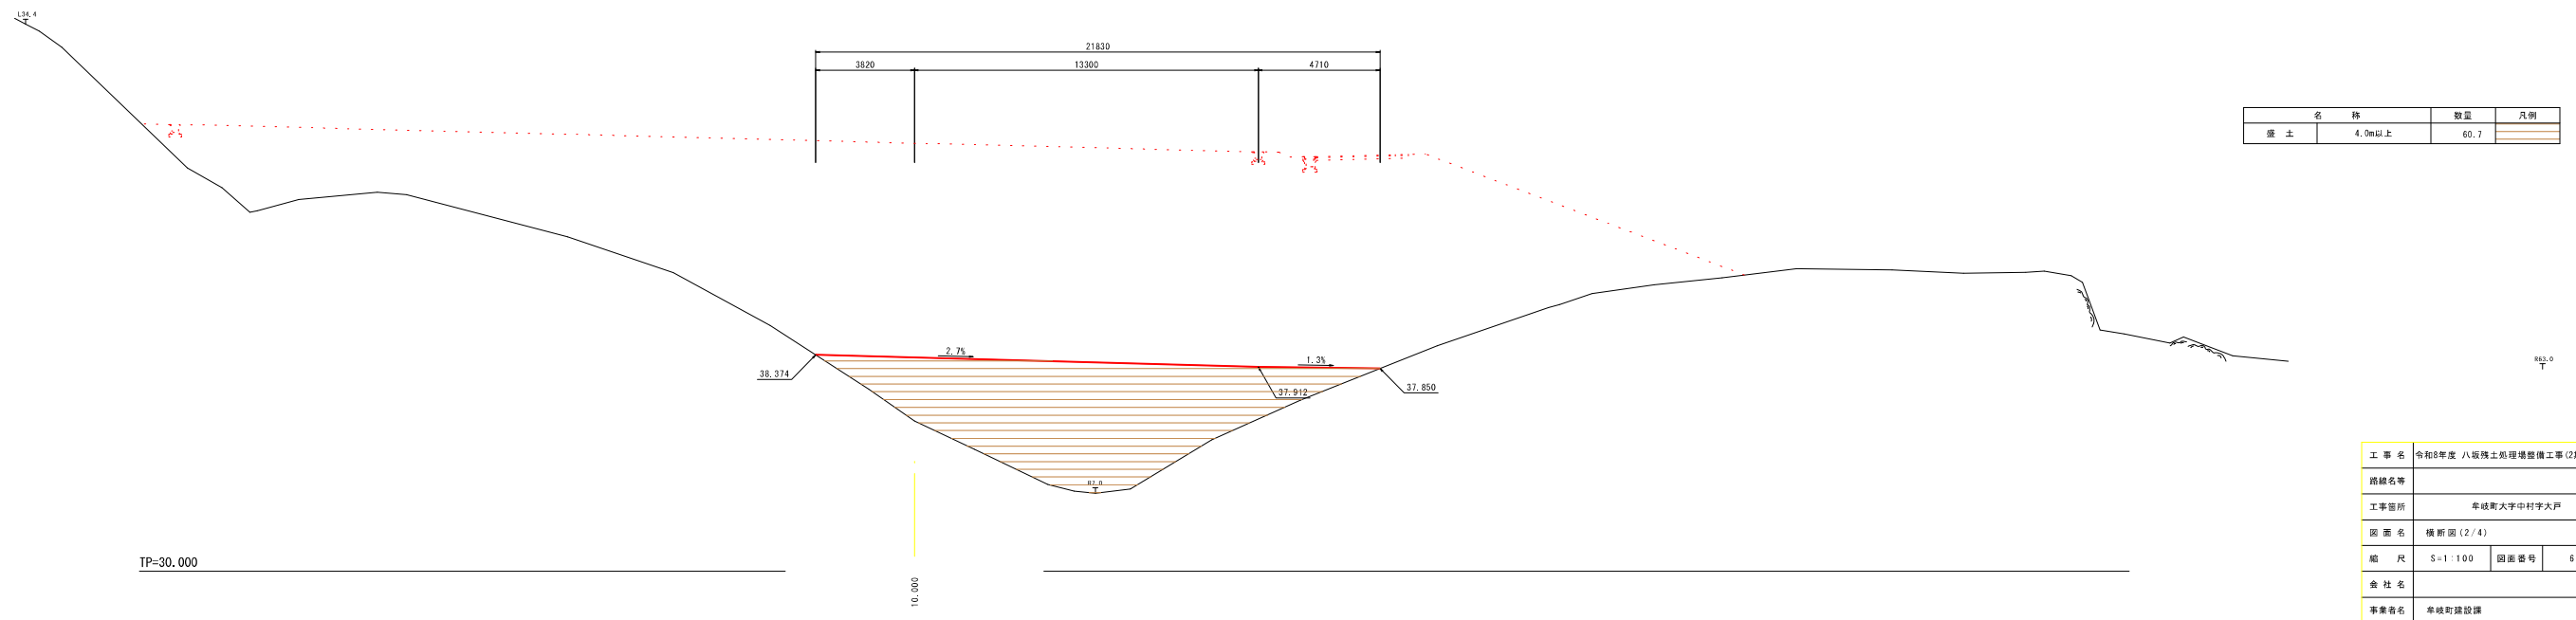 L34.4
21830
3820 13300 4710
名 称 数量 凡例
盛 土 4.0m以上 60.7
2.7%
1.3%
38.374
37.912
37.850
R63.0
TP=30.000
10.000
工 事 名 令和8年度 八坂残土処理場整備工事(2
路線名等
工事箇所 牟岐町大字中村字大戸
図 面 名 横断図(2/4)
縮 尺 S=1:100 図面番号 6
会 社 名
事業者名 牟岐町建設課